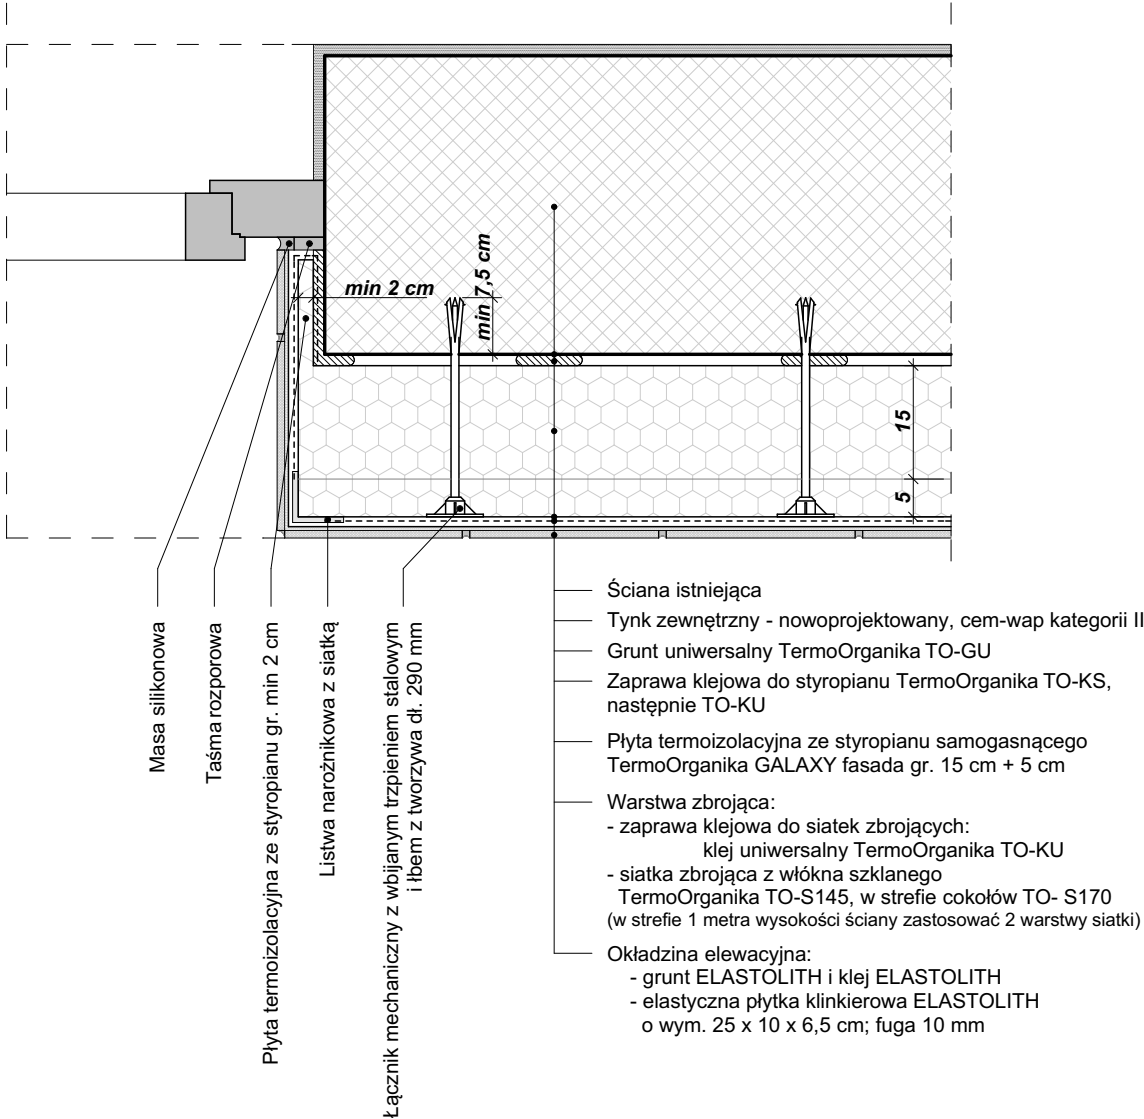 min 2 cm
min 7,5 cm
15
5
Ściana istniejąca
Tynk zewnętrzny - nowoprojektowany, cem-wap kategorii II
Grunt uniwersalny TermoOrganika TO-GU
Zaprawa klejowa do styropianu TermoOrganika TO-KS,
następnie TO-KU
Płyta termoizolacyjna ze styropianu samogasnącego
TermoOrganika GALAXY fasada gr. 15 cm + 5 cm
Warstwa zbrojąca:
- zaprawa klejowa do siatek zbrojących:
klej uniwersalny TermoOrganika TO-KU
- siatka zbrojąca z włókna szklanego
TermoOrganika TO-S145, w strefie cokołów TO- S170
(w strefie 1 metra wysokości ściany zastosować 2 warstwy siatki)
Okładzina elewacyjna:
- grunt ELASTOLITH i klej ELASTOLITH
- elastyczna płytka klinkierowa ELASTOLITH
o wym. 25 x 10 x 6,5 cm; fuga 10 mm
Masa silikonowa
Taśma rozporowa
Płyta termoizolacyjna ze styropianu gr. min 2 cm
Listwa narożnikowa z siatką
Łącznik mechaniczny z wbijanym trzpieniem stalowym
i łbem z tworzywa dł. 290 mm